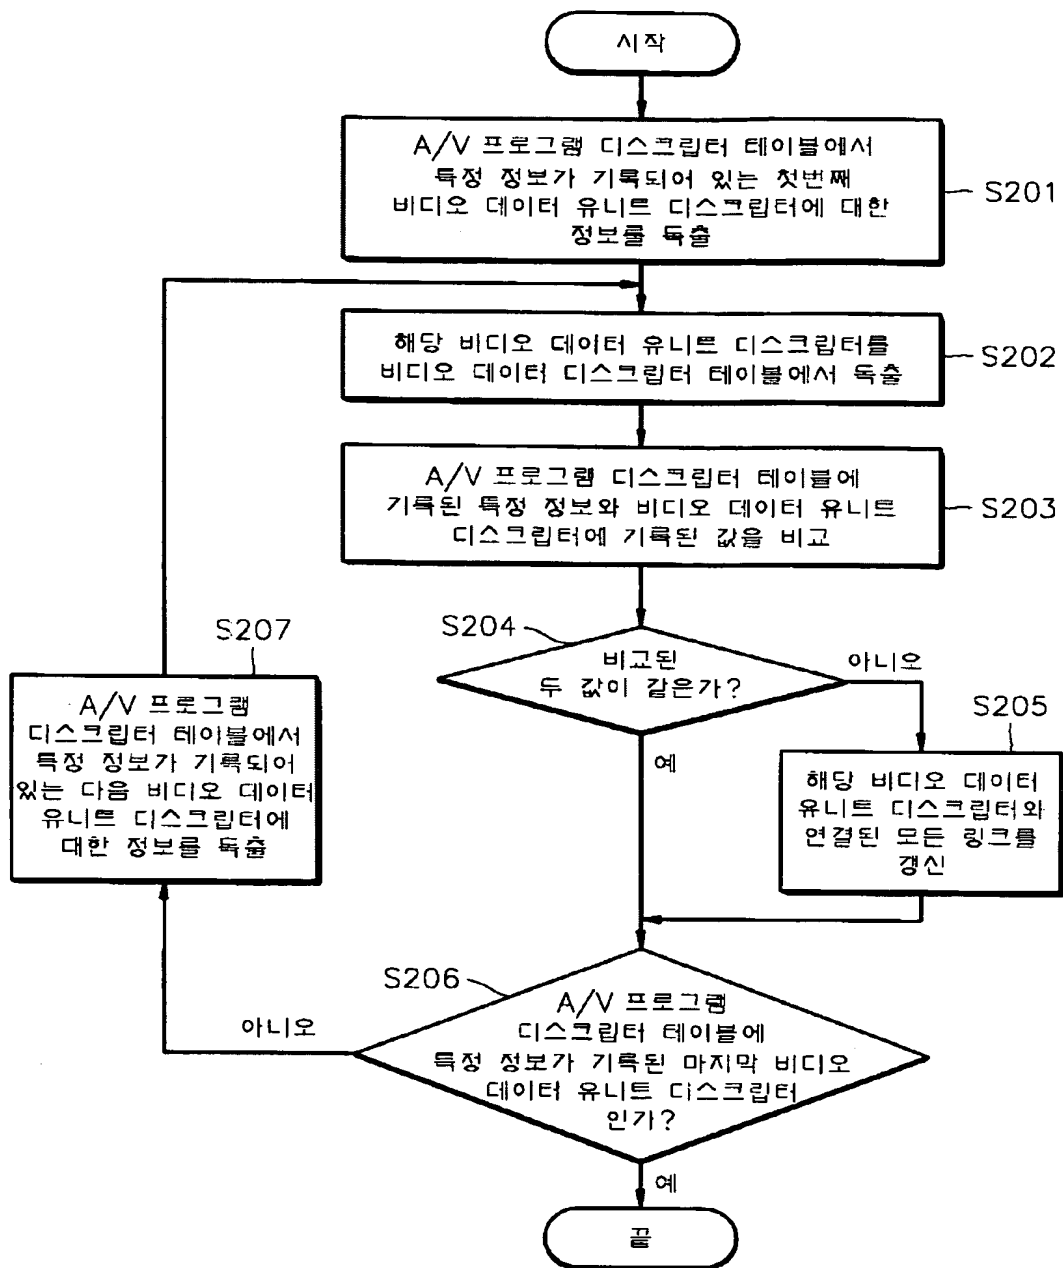 시작
A/V 프로그램 디스크립터 테이블에서
특정 정보가 기록되어 있는 첫번째
비디오 데이터 유니트 디스크립터에 대한
정보를 독출
S201
해당 비디오 데이터 유니트 디스크립터를
비디오 데이터 디스크립터 테이블에서 독출
S202
A/V 프로그램 디스크립터 테이블에
기록된 특정 정보와 비디오 데이터 유니트
디스크립터에 기록된 값을 비교
S203
S204
비교된
두 값이 같은가?
아니오
예
S205
해당 비디오 데이터
유니트 디스크립터와
연결된 모든 링크를
갱신
S206
A/V 프로그램
디스크립터 테이블에
특정 정보가 기록된 마지막 비디오
데이터 유니트 디스크립터
인가?
아니오
예
S207
A/V 프로그램
디스크립터 테이블에서
특정 정보가 기록되어
있는 다음 비디오 데이터
유니트 디스크립터에
대한 정보를 독출
끝